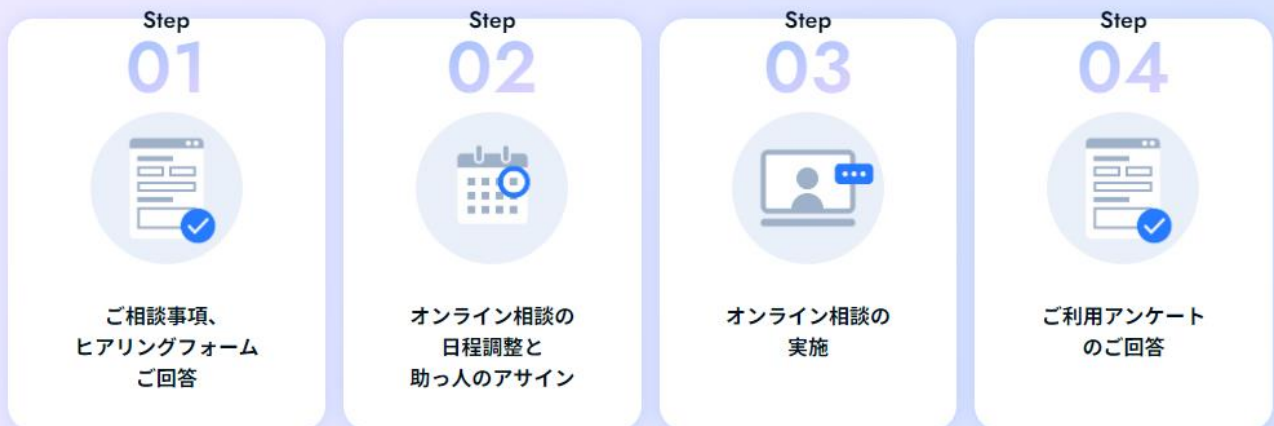 Step
01
ご相談事項、
ヒアリングフォーム
ご回答
Step
02
オンライン相談の
日程調整と
助っ人のアサイン
Step
03
オンライン相談の
実施
Step
04
ご利用アンケート
のご回答